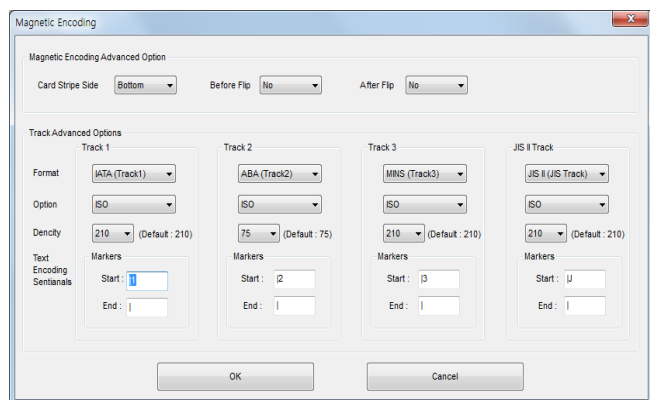 Magnetic Encoding
Magnetic Encoding Advanced Option
Card Stripe Side Bottom Before Flip No After Flip No
Track Advanced Options
Track 1 Track 2 Track 3 JIS II Track
Format IATA (Track1) ABA (Track2) MINS (Track3) JIS II (JIS Track)
Option ISO ISO ISO ISO
Dencity 210 (Default : 210) 75 (Default : 75) 210 (Default : 210) 210 (Default : 210)
Text Encoding Sentianals
Markers Markers Markers Markers
Start : |1 Start : |2 Start : |3 Start : |J
End : | End : | End : | End : |
OK Cancel